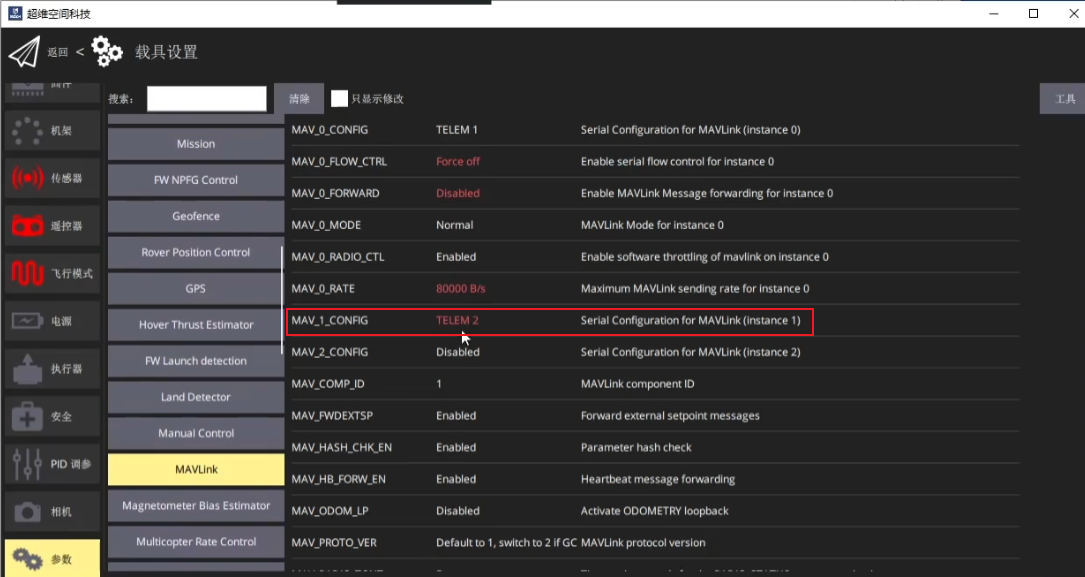 超维空间科技
返回 < 载具设置
固件
搜索: 清除 只显示修改 工具
机架
传感器
遥控器
飞行模式
电源
执行器
安全
PID 调参
相机
参数
Mission
FW NPFG Control
Geofence
Rover Position Control
GPS
Hover Thrust Estimator
FW Launch detection
Land Detector
Manual Control
MAVLink
Magnetometer Bias Estimator
Multicopter Rate Control
MAV_0_CONFIG TELEM 1 Serial Configuration for MAVLink (instance 0)
MAV_0_FLOW_CTRL Force off Enable serial flow control for instance 0
MAV_0_FORWARD Disabled Enable MAVLink Message forwarding for instance 0
MAV_0_MODE Normal MAVLink Mode for instance 0
MAV_0_RADIO_CTL Enabled Enable software throttling of mavlink on instance 0
MAV_0_RATE 80000 B/s Maximum MAVLink sending rate for instance 0
MAV_1_CONFIG TELEM 2 Serial Configuration for MAVLink (instance 1)
MAV_2_CONFIG Disabled Serial Configuration for MAVLink (instance 2)
MAV_COMP_ID 1 MAVLink component ID
MAV_FWDEXTSP Enabled Forward external setpoint messages
MAV_HASH_CHK_EN Enabled Parameter hash check
MAV_HB_FORW_EN Enabled Heartbeat message forwarding
MAV_ODOM_LP Disabled Activate ODOMETRY loopback
MAV_PROTO_VER Default to 1, switch to 2 if GC MAVLink protocol version